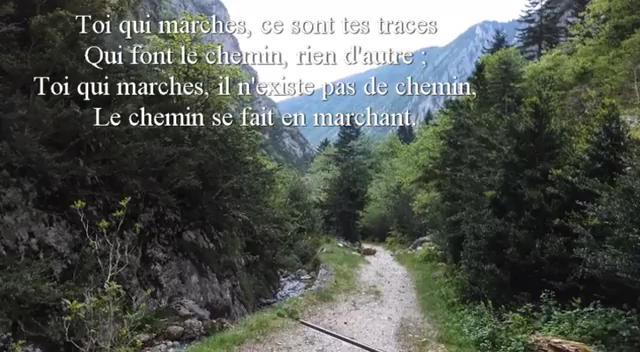 Toi qui marches, ce sont tes traces
Qui font le chemin, rien d'autre ;
Toi qui marches, il n'existe pas de chemin,
Le chemin se fait en marchant.